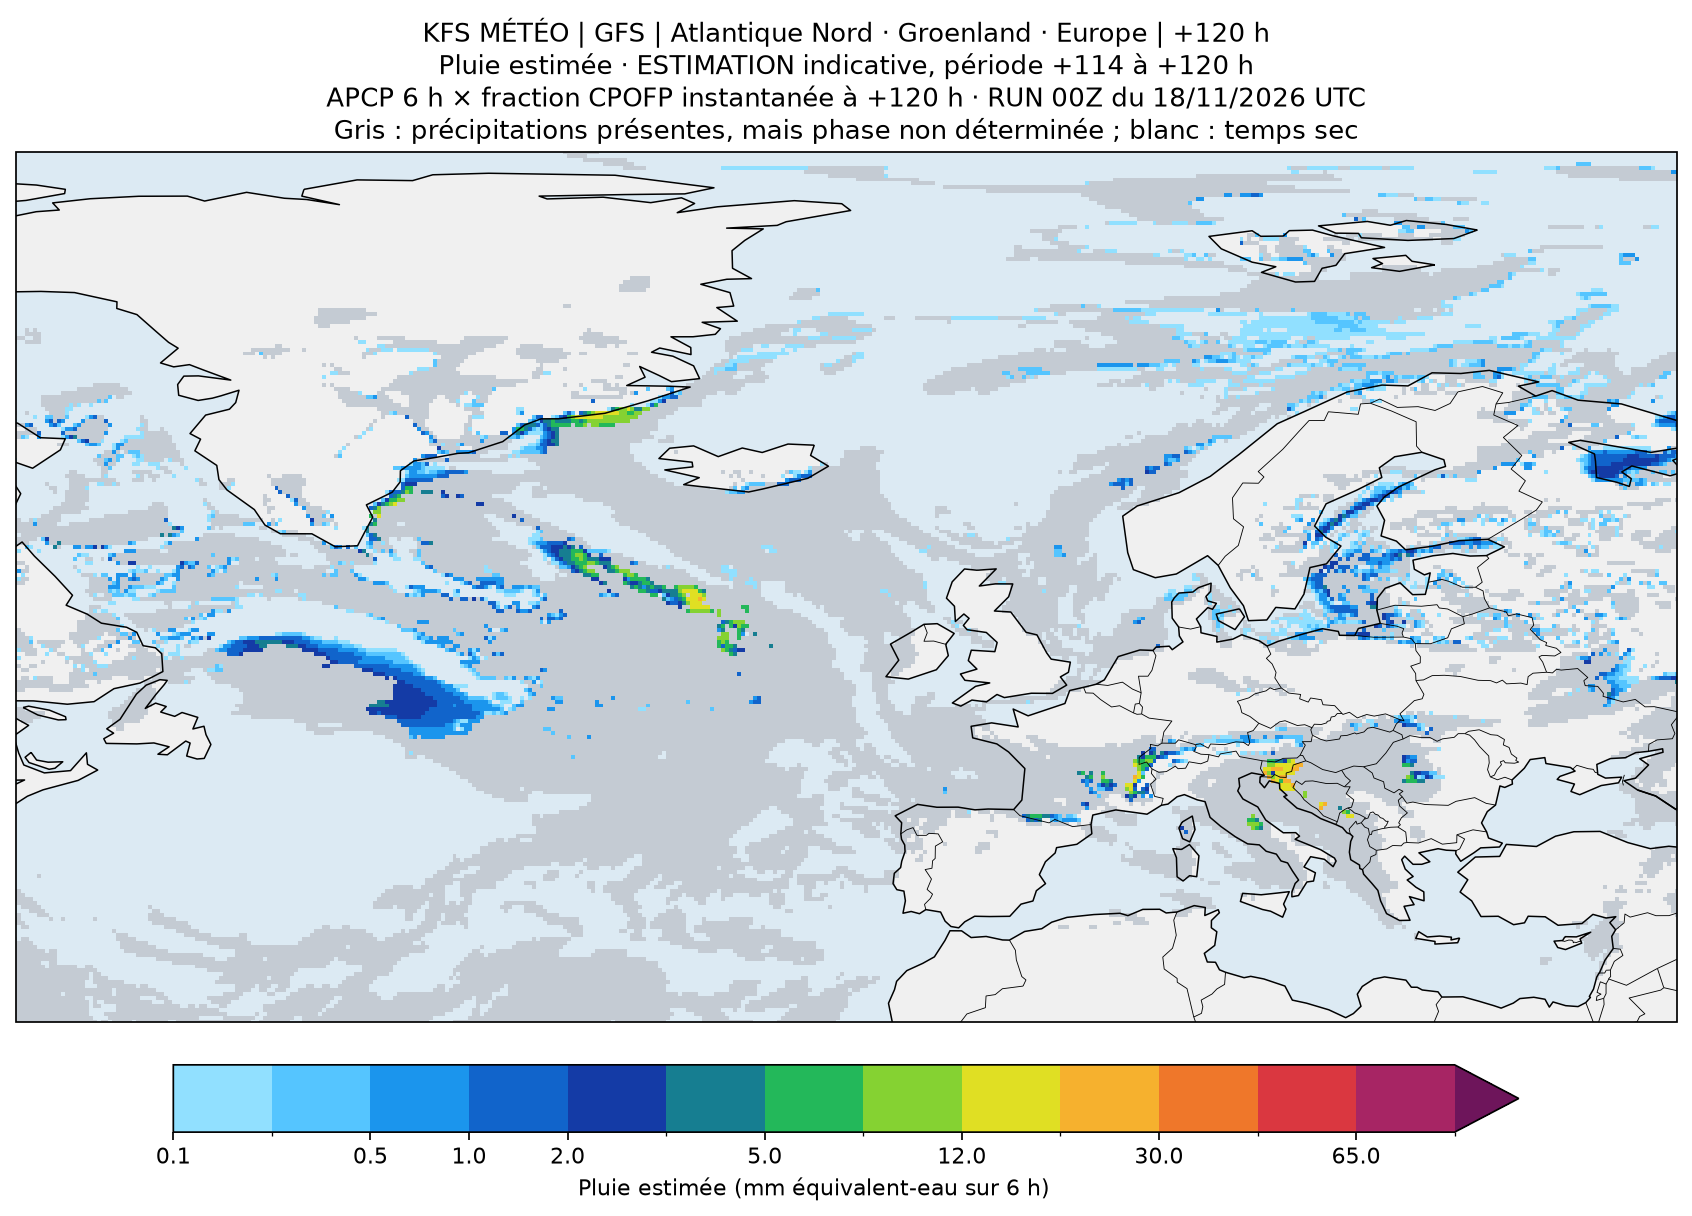 KFS MÉTÉO | GFS | Atlantique Nord · Groenland · Europe | +120 h
Pluie estimée · ESTIMATION indicative, période +114 à +120 h
APCP 6 h × fraction CPOFP instantanée à +120 h · RUN 00Z du 18/11/2026 UTC
Gris : précipitations présentes, mais phase non déterminée ; blanc : temps sec
0.1 0.5 1.0 2.0 5.0 12.0 30.0 65.0
Pluie estimée (mm équivalent-eau sur 6 h)